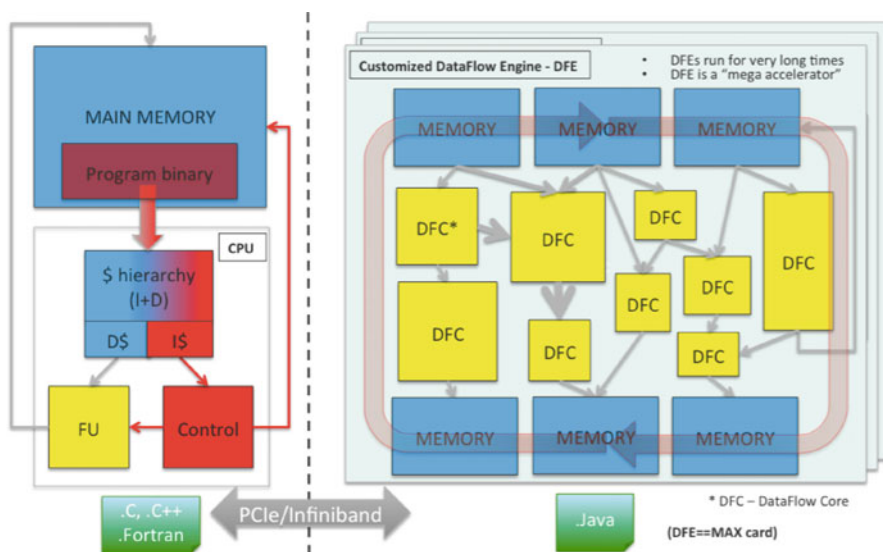 MAIN MEMORY
Program binary
CPU
$ hierarchy
(I+D)
D$
I$
FU
Control
.C, .C++
.Fortran
PCIe/Infiniband
Customized DataFlow Engine - DFE
• DFEs run for very long times
• DFE is a “mega accelerator”
MEMORY
MEMORY
MEMORY
DFC*
DFC
DFC
DFC
DFC
DFC
DFC
DFC
DFC
MEMORY
MEMORY
MEMORY
.Java
* DFC – DataFlow Core
(DFE==MAX card)